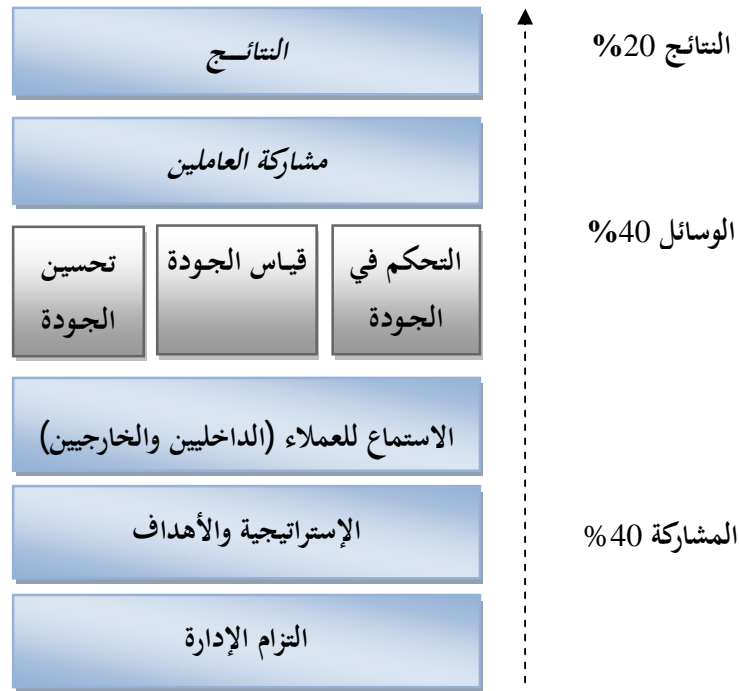 النتائـج
النتائج 20%
مشاركة العاملين
الوسائل 40%
التحكم في
الجودة
قياس الجودة
تحسين
الجودة
الاستماع للعملاء (الداخليين والخارجيين)
الإستراتيجية والأهداف
المشاركة 40%
التزام الإدارة